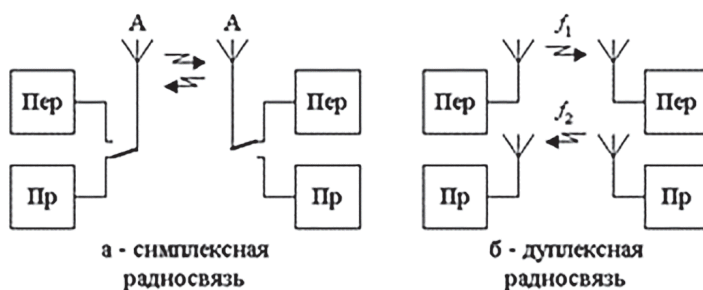 А А
Пер Пер
Пр Пр
а - симплексная
радиосвязь
f1
Пер Пер
f2
Пр Пр
б - дуплексная
радиосвязь